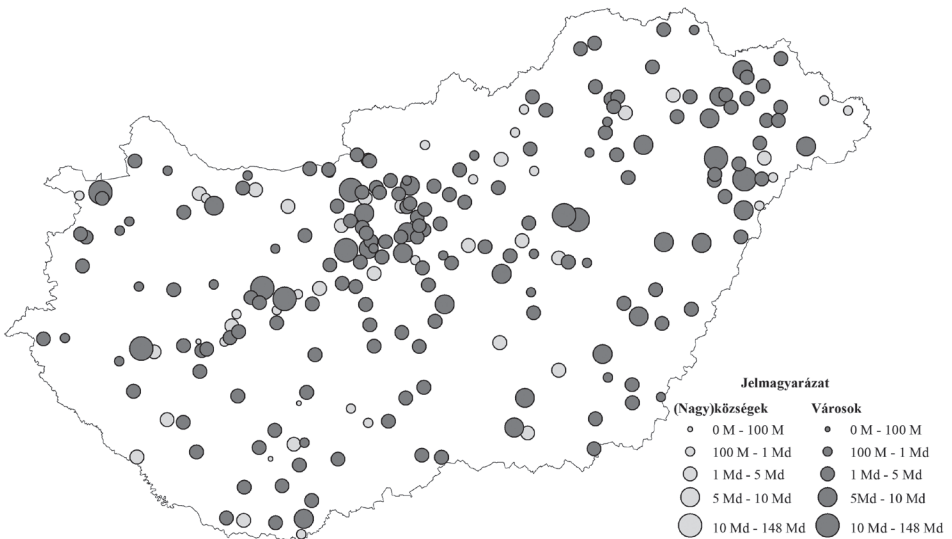 Jelmagyarázat
(Nagy)községek Városok
0 M - 100 M 0 M - 100 M
100 M - 1 Md 100 M - 1 Md
1 Md - 5 Md 1 Md - 5 Md
5 Md - 10 Md 5Md - 10 Md
10 Md - 148 Md 10 Md - 148 Md